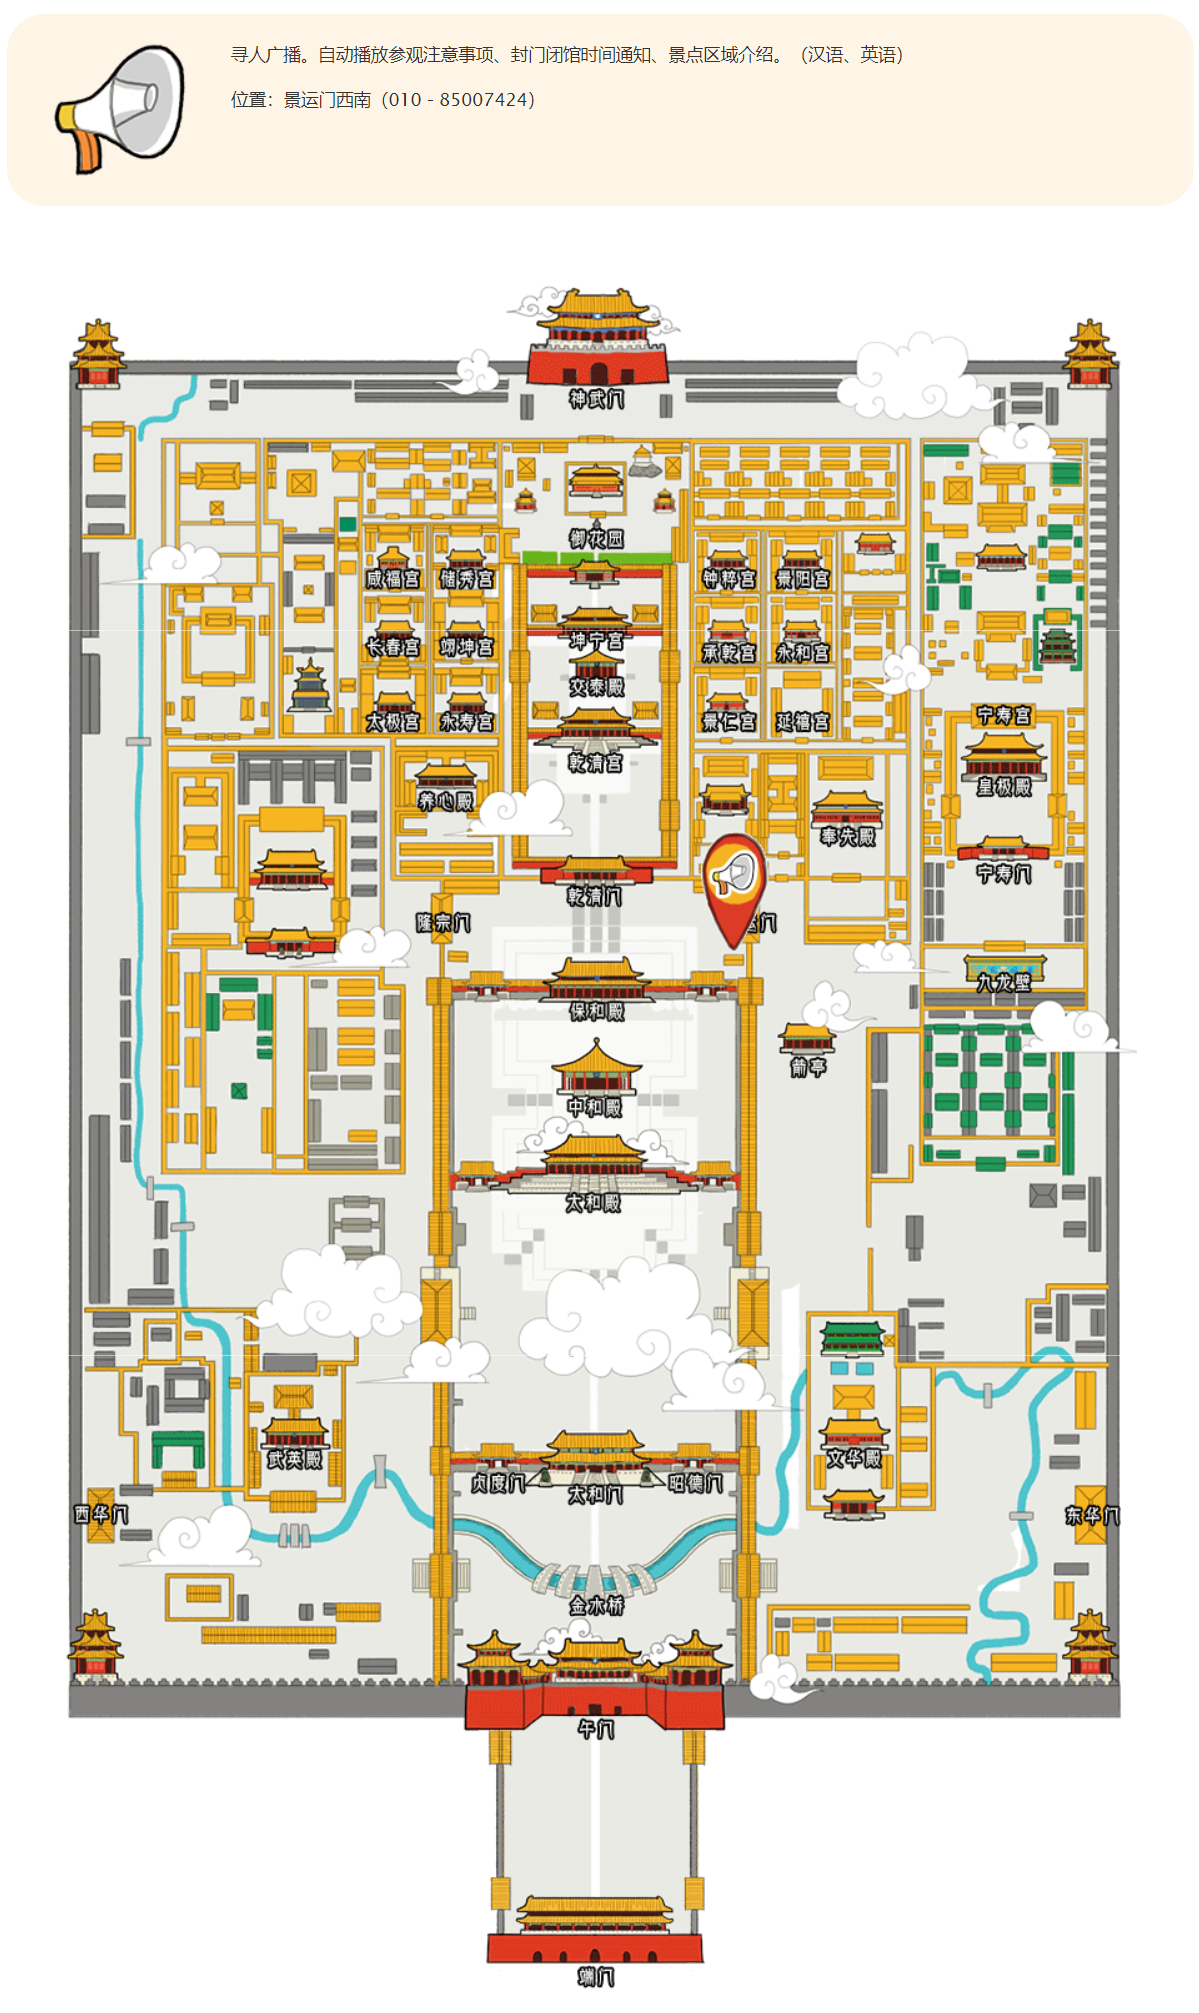 寻人广播。自动播放参观注意事项、封门闭馆时间通知、景点区域介绍。（汉语、英语）
位置：景运门西南（010 - 85007424）
神武门
御花园
咸福宫
储秀宫
钟粹宫
景阳宫
长春宫
翊坤宫
坤宁宫
承乾宫
永和宫
交泰殿
太极宫
永寿宫
景仁宫
延禧宫
宁寿宫
乾清宫
养心殿
皇极殿
奉先殿
宁寿门
乾清门
隆宗门
门
九龙壁
保和殿
箭亭
中和殿
太和殿
武英殿
文华殿
贞度门
太和门
昭德门
西华门
东华门
金水桥
午门
端门